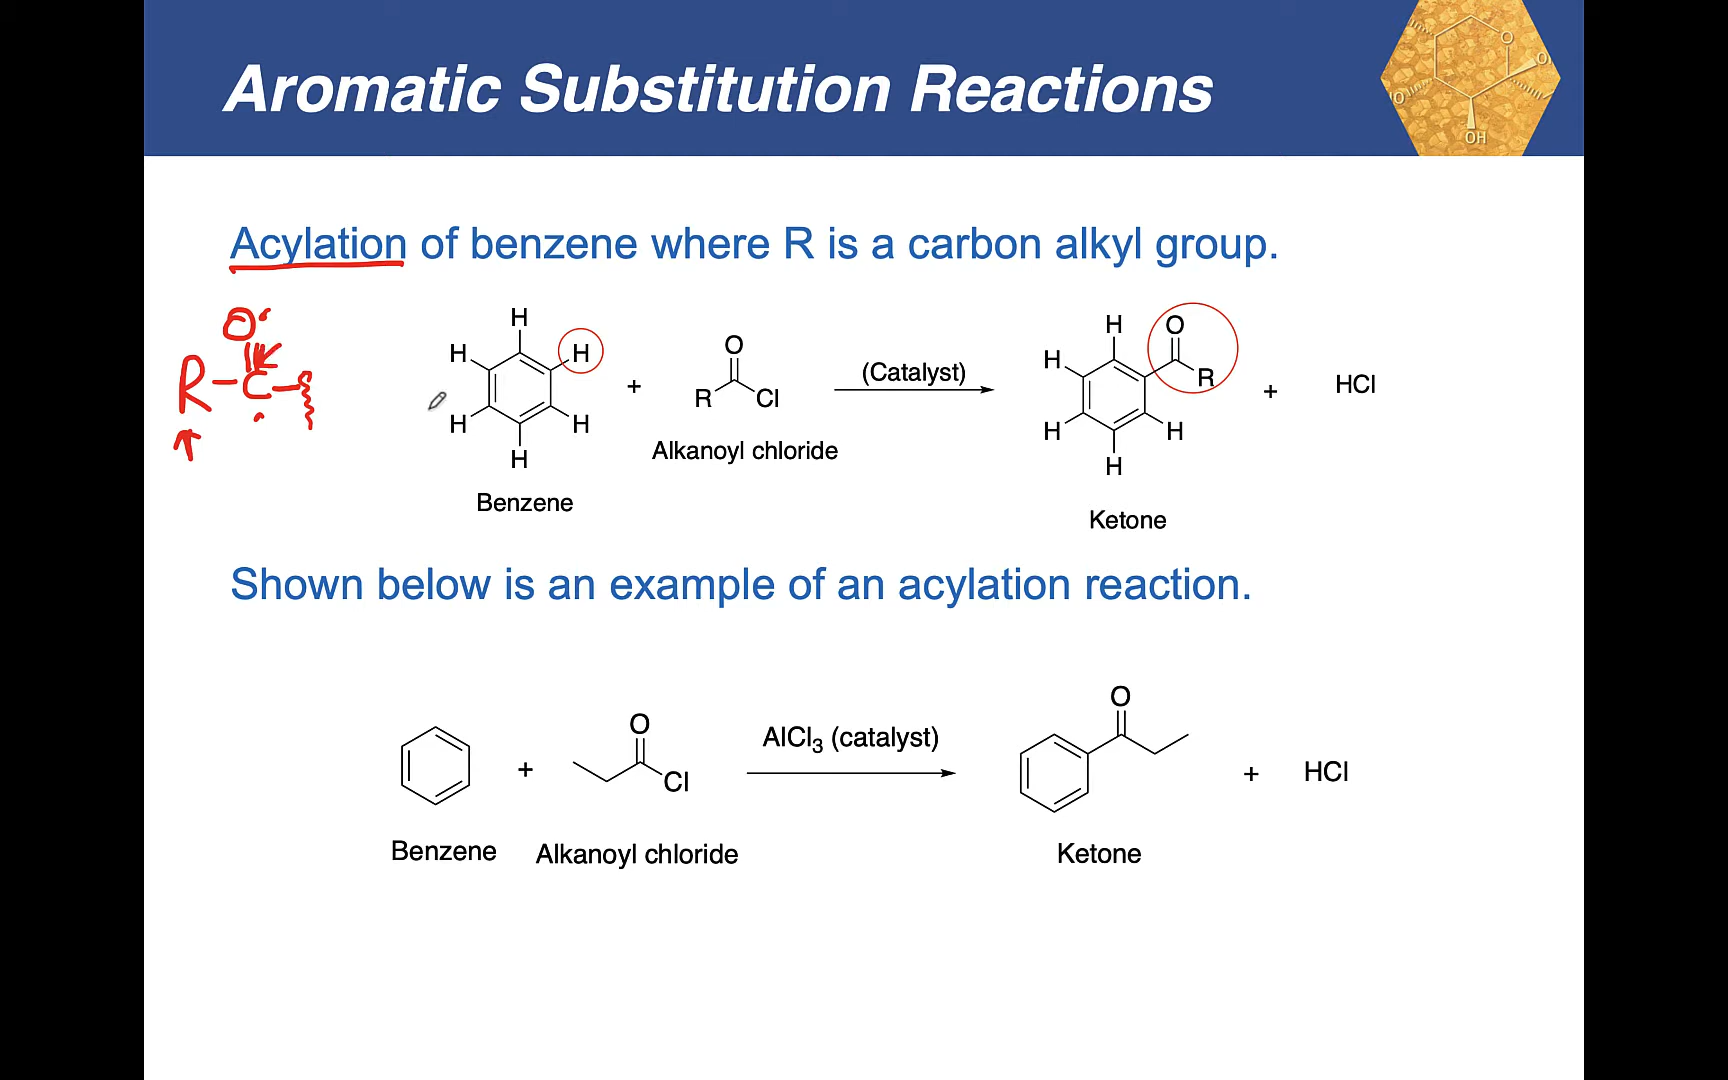 Aromatic Substitution Reactions
O
O
O
OH
Acylation of benzene where R is a carbon alkyl group.
O
R-C-
H
H
H
H
H
H
Benzene
+
O
R
Cl
Alkanoyl chloride
(Catalyst)
H
H
H
H
H
O
R
Ketone
+
HCl
Shown below is an example of an acylation reaction.
Benzene
+
O
Cl
Alkanoyl chloride
AlCl₃ (catalyst)
O
Ketone
+
HCl